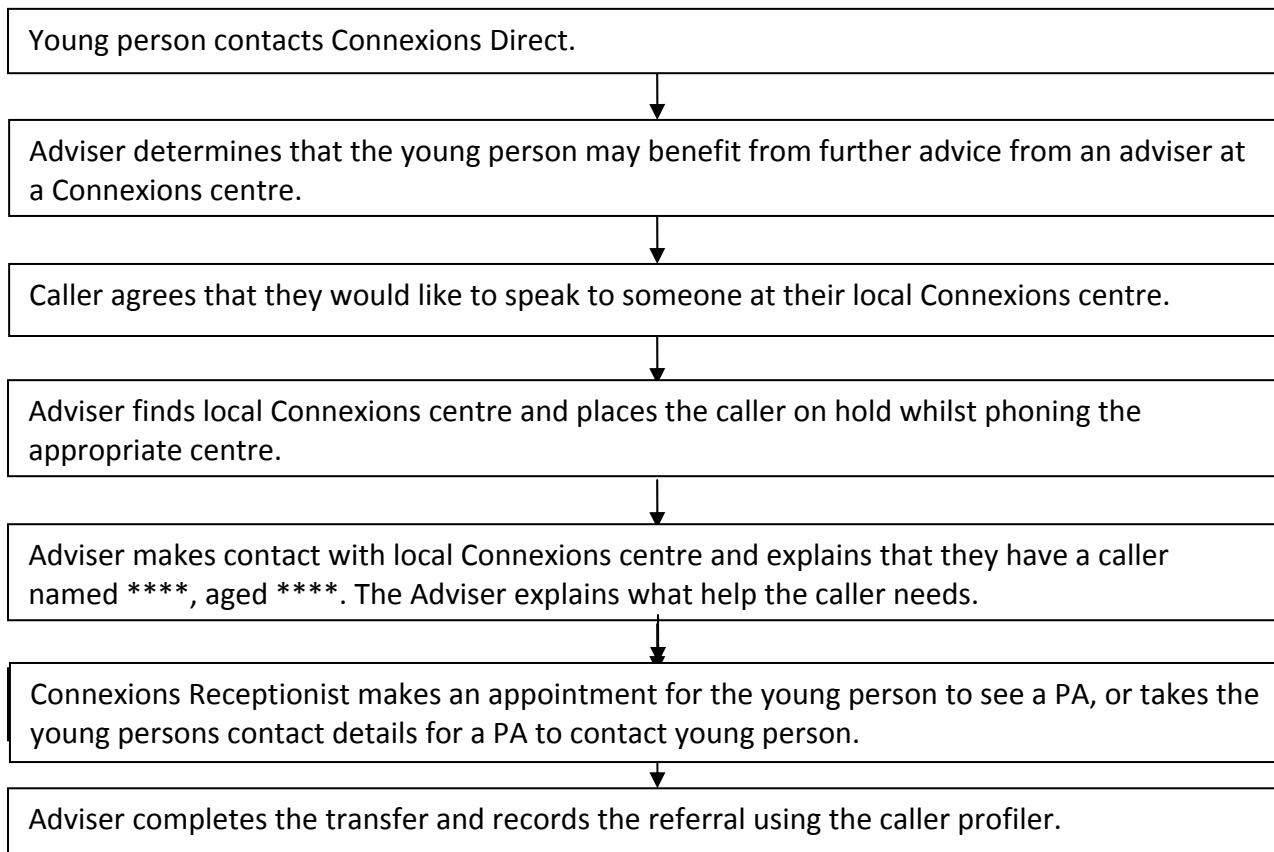 Young person contacts Connexions Direct.
Adviser determines that the young person may benefit from further advice from an adviser at
a Connexions centre.
Caller agrees that they would like to speak to someone at their local Connexions centre.
Adviser finds local Connexions centre and places the caller on hold whilst phoning the
appropriate centre.
Adviser makes contact with local Connexions centre and explains that they have a caller
named ****, aged ****. The Adviser explains what help the caller needs.
Connexions Receptionist makes an appointment for the young person to see a PA, or takes the
young persons contact details for a PA to contact young person.
Adviser completes the transfer and records the referral using the caller profiler.